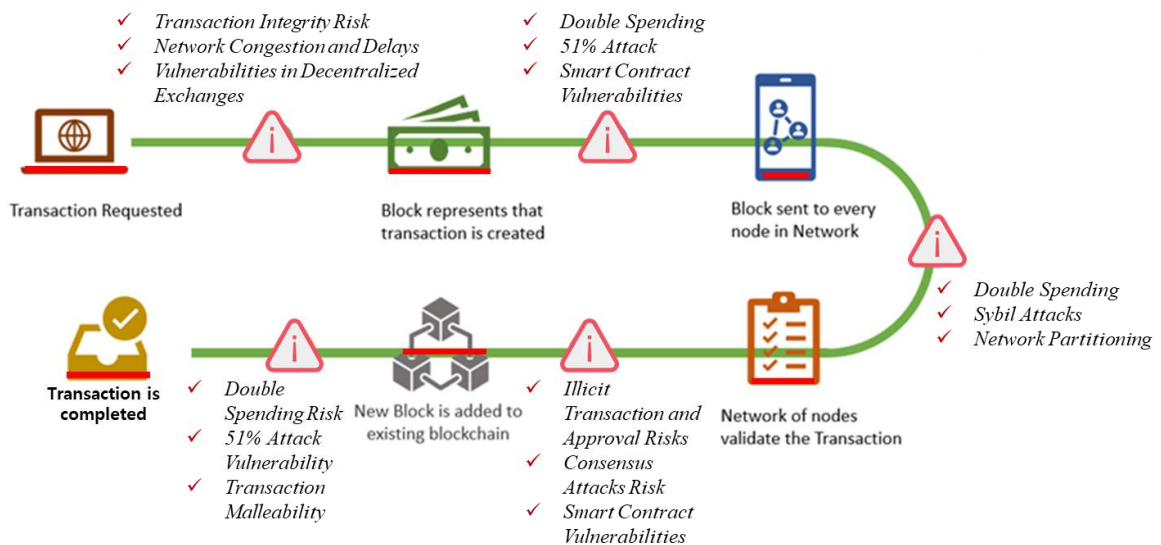 Transaction Integrity Risk
Network Congestion and Delays
Vulnerabilities in Decentralized
Exchanges
Double Spending
51% Attack
Smart Contract
Vulnerabilities
Transaction Requested
Block represents that
transaction is created
Block sent to every
node in Network
Double Spending
Sybil Attacks
Network Partitioning
Network of nodes
validate the Transaction
Illicit
Transaction and
Approval Risks
Consensus
Attacks Risk
Smart Contract
Vulnerabilities
New Block is added to
existing blockchain
Double
Spending Risk
51% Attack
Vulnerability
Transaction
Malleability
Transaction is
completed